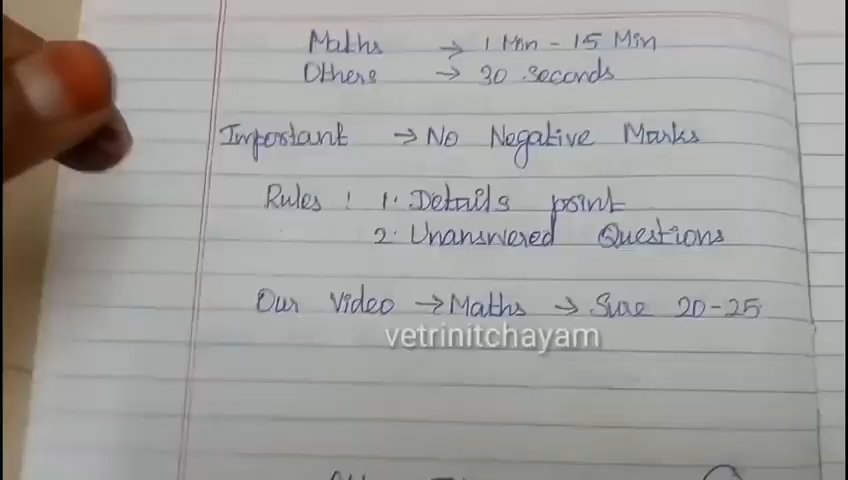 Maths → 1 Min - 15 Min
Others → 30 seconds
Important → No Negative Marks
Rules : 1. Details point
2. Unanswered Questions
Our Video → Maths → Sure 20-25
vetrinitchayam